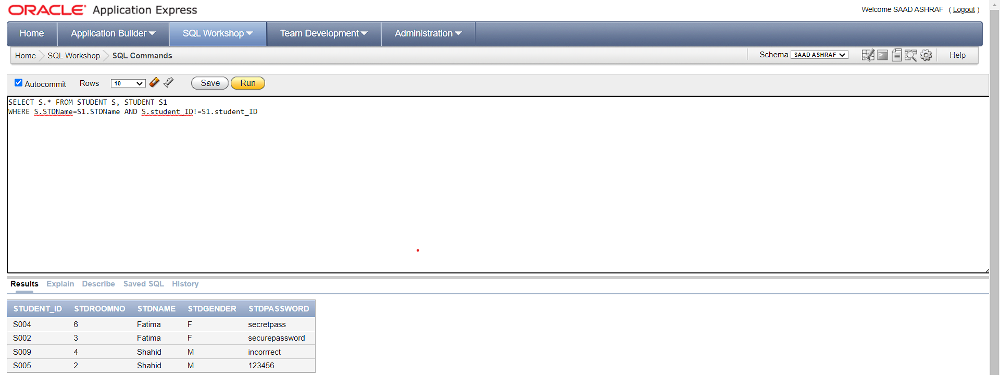 ORACLE Application Express
Welcome SAAD ASHRAF ( Logout )
Home Application Builder SQL Workshop Team Development Administration
Home SQL Workshop SQL Commands Schema SAAD ASHRAF Help
Autocommit Rows 10 Save Run
SELECT S.* FROM STUDENT S, STUDENT S1
WHERE S.STDName=S1.STDName AND S.student_ID!=S1.student_ID
Results Explain Describe Saved SQL History
STUDENT_ID STDROOMNO STDNAME STDGENDER STDPASSWORD
S004 6 Fatima F secretpass
S002 3 Fatima F securepassword
S009 4 Shahid M incorrrect
S005 2 Shahid M 123456